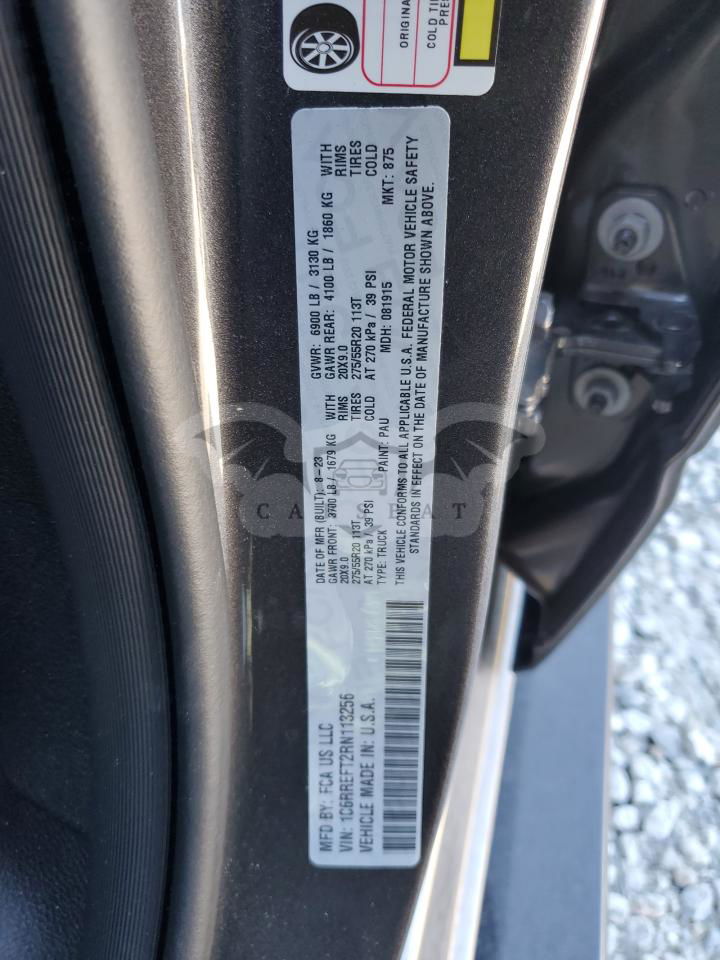 ORIGINA
COLD TI
PRES
MFD BY: FCA US LLC
VIN: 1C6RREFT2RN113256
VEHICLE MADE IN: U.S.A.
DATE OF MFR (BUILT): 8-23
GVWR: 6900 LB / 3130 KG
GAWR FRONT: 3700 LB / 1679 KG WITH
GAWR REAR: 4100 LB / 1860 KG WITH
20X9.0 RIMS
20X9.0 RIMS
275/55R20 113T TIRES
275/55R20 113T TIRES
AT 270 kPa / 39 PSI COLD
AT 270 kPa / 39 PSI COLD
TYPE: TRUCK PAINT: PAU MDH: 081915 MKT: 875
THIS VEHICLE CONFORMS TO ALL APPLICABLE U.S.A. FEDERAL MOTOR VEHICLE SAFETY
STANDARDS IN EFFECT ON THE DATE OF MANUFACTURE SHOWN ABOVE.